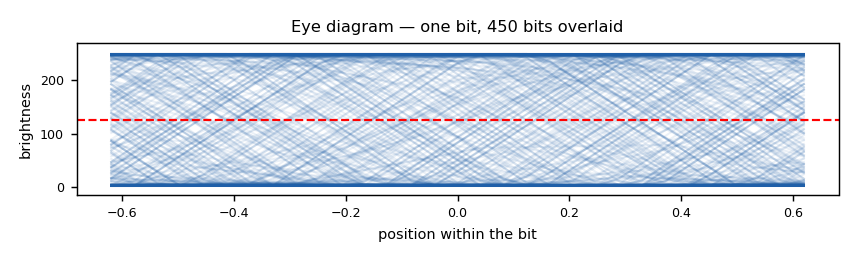 Eye diagram — one bit, 450 bits overlaid
brightness
200
100
0
−0.6 −0.4 −0.2 0.0 0.2 0.4 0.6
position within the bit